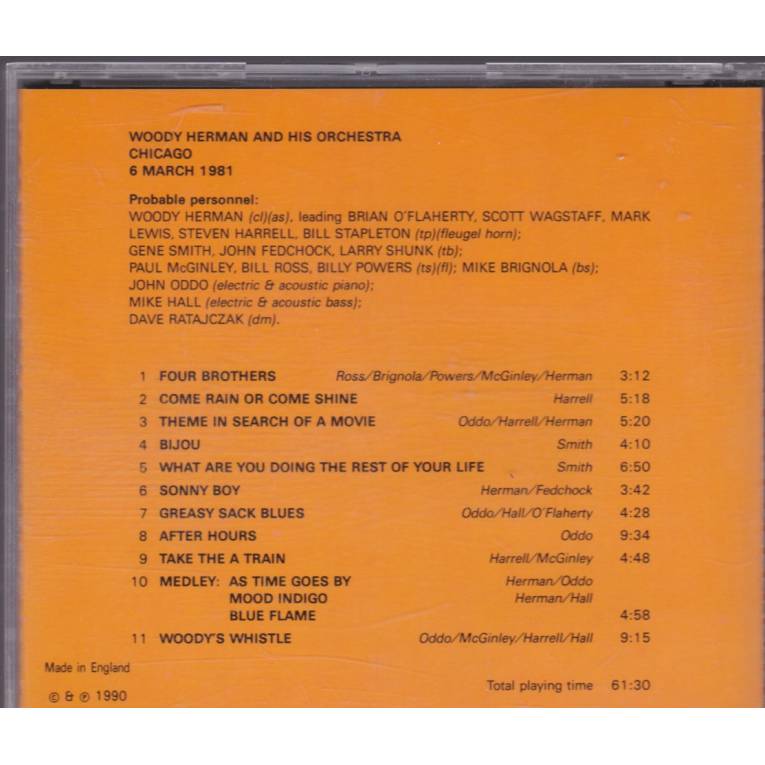 WOODY HERMAN AND HIS ORCHESTRA
CHICAGO
6 MARCH 1981
Probable personnel:
WOODY HERMAN (cl)(as), leading BRIAN O'FLAHERTY, SCOTT WAGSTAFF, MARK
LEWIS, STEVEN HARRELL, BILL STAPLETON (tp)(fleugel horn);
GENE SMITH, JOHN FEDCHOCK, LARRY SHUNK (tb);
PAUL McGINLEY, BILL ROSS, BILLY POWERS (ts)(fl); MIKE BRIGNOLA (bs);
JOHN ODDO (electric & acoustic piano);
MIKE HALL (electric & acoustic bass);
DAVE RATAJCZAK (dm).
1 FOUR BROTHERS Ross/Brignola/Powers/McGinley/Herman 3:12
2 COME RAIN OR COME SHINE Harrell 5:18
3 THEME IN SEARCH OF A MOVIE Oddo/Harrell/Herman 5:20
4 BIJOU Smith 4:10
5 WHAT ARE YOU DOING THE REST OF YOUR LIFE Smith 6:50
6 SONNY BOY Herman/Fedchock 3:42
7 GREASY SACK BLUES Oddo/Hall/O'Flaherty 4:28
8 AFTER HOURS Oddo 9:34
9 TAKE THE A TRAIN Harrell/McGinley 4:48
10 MEDLEY: AS TIME GOES BY Herman/Oddo
MOOD INDIGO Herman/Hall
BLUE FLAME 4:58
11 WOODY'S WHISTLE Oddo/McGinley/Harrell/Hall 9:15
Made in England
Total playing time 61:30
© & ℗ 1990